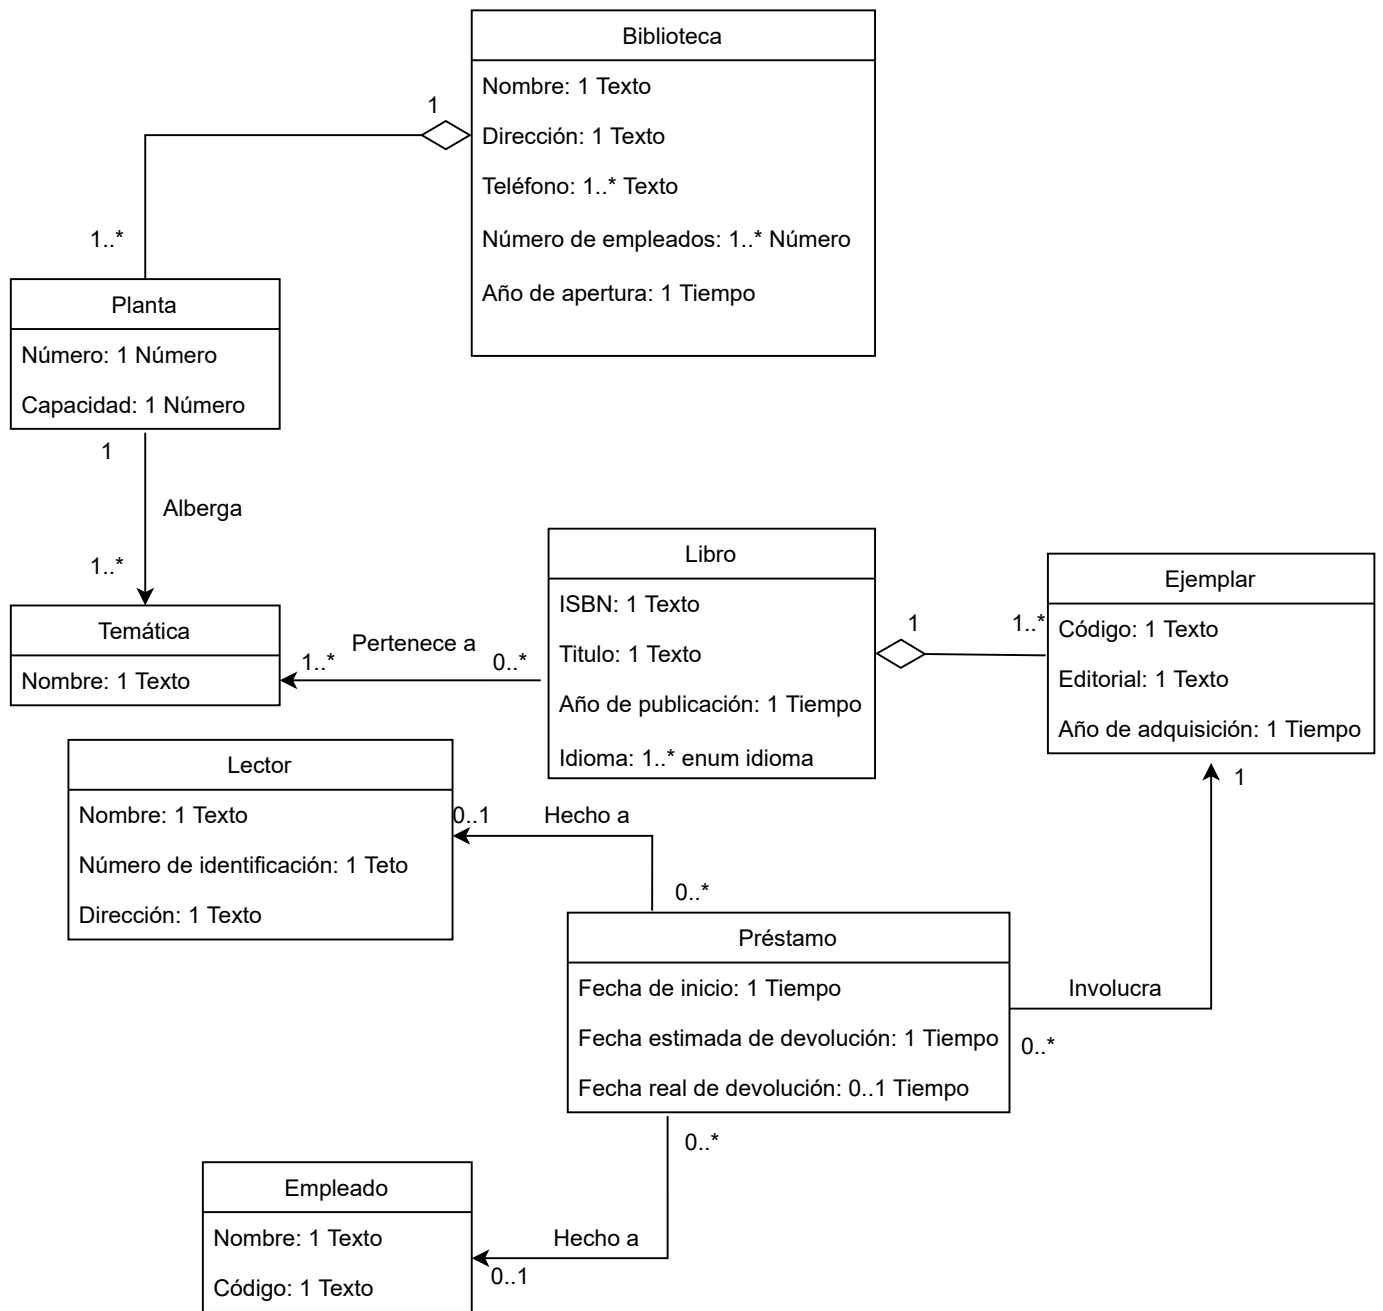 Biblioteca
Nombre: 1 Texto
Dirección: 1 Texto
Teléfono: 1..* Texto
Número de empleados: 1..* Número
Año de apertura: 1 Tiempo
1
1..*
Planta
Número: 1 Número
Capacidad: 1 Número
1
Alberga
1..*
Temática
Nombre: 1 Texto
Pertenece a
1..*
0..*
Libro
ISBN: 1 Texto
Titulo: 1 Texto
Año de publicación: 1 Tiempo
Idioma: 1..* enum idioma
1
1..*
Ejemplar
Código: 1 Texto
Editorial: 1 Texto
Año de adquisición: 1 Tiempo
1
Lector
Nombre: 1 Texto
Número de identificación: 1 Teto
Dirección: 1 Texto
0..1
Hecho a
0..*
Préstamo
Fecha de inicio: 1 Tiempo
Fecha estimada de devolución: 1 Tiempo
Fecha real de devolución: 0..1 Tiempo
Involucra
0..*
0..*
Empleado
Nombre: 1 Texto
Código: 1 Texto
Hecho a
0..1